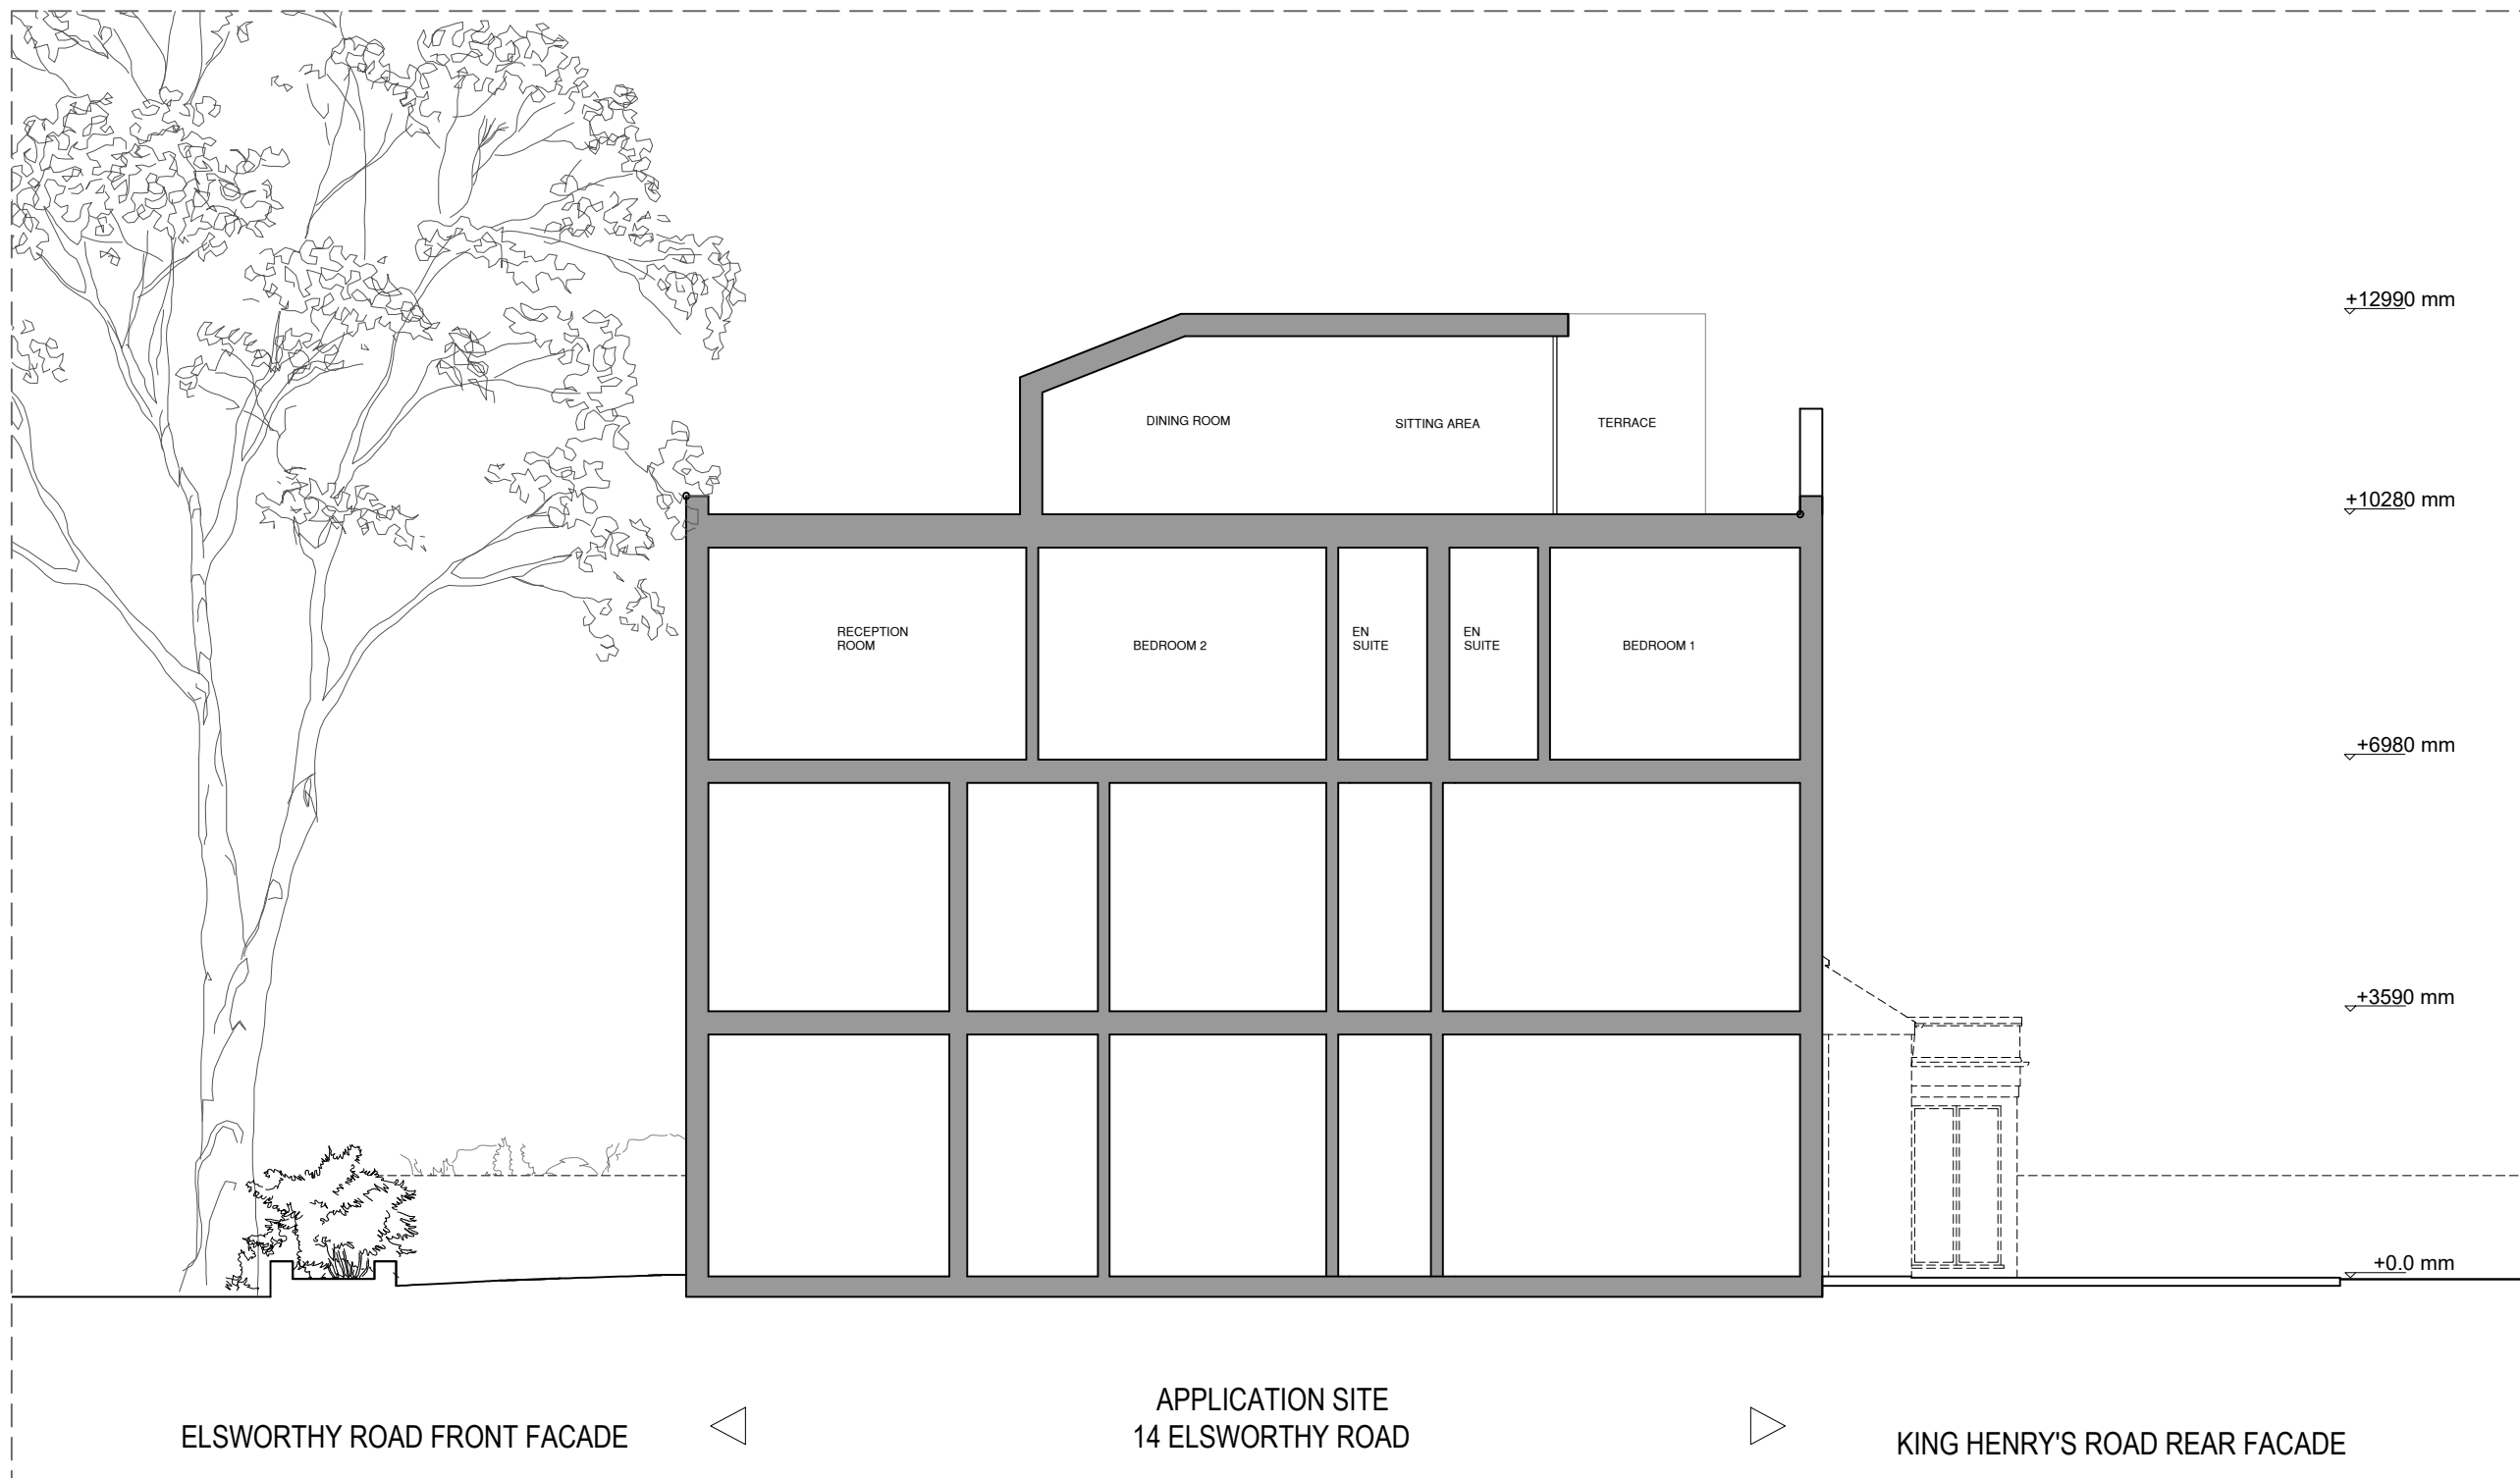 +12990 mm
DINING ROOM
SITTING AREA
TERRACE
+10280 mm
RECEPTION
ROOM
BEDROOM 2
EN
SUITE
EN
SUITE
BEDROOM 1
+6980 mm
+3590 mm
+0.0 mm
ELSWORTHY ROAD FRONT FACADE
APPLICATION SITE
14 ELSWORTHY ROAD
KING HENRY'S ROAD REAR FACADE